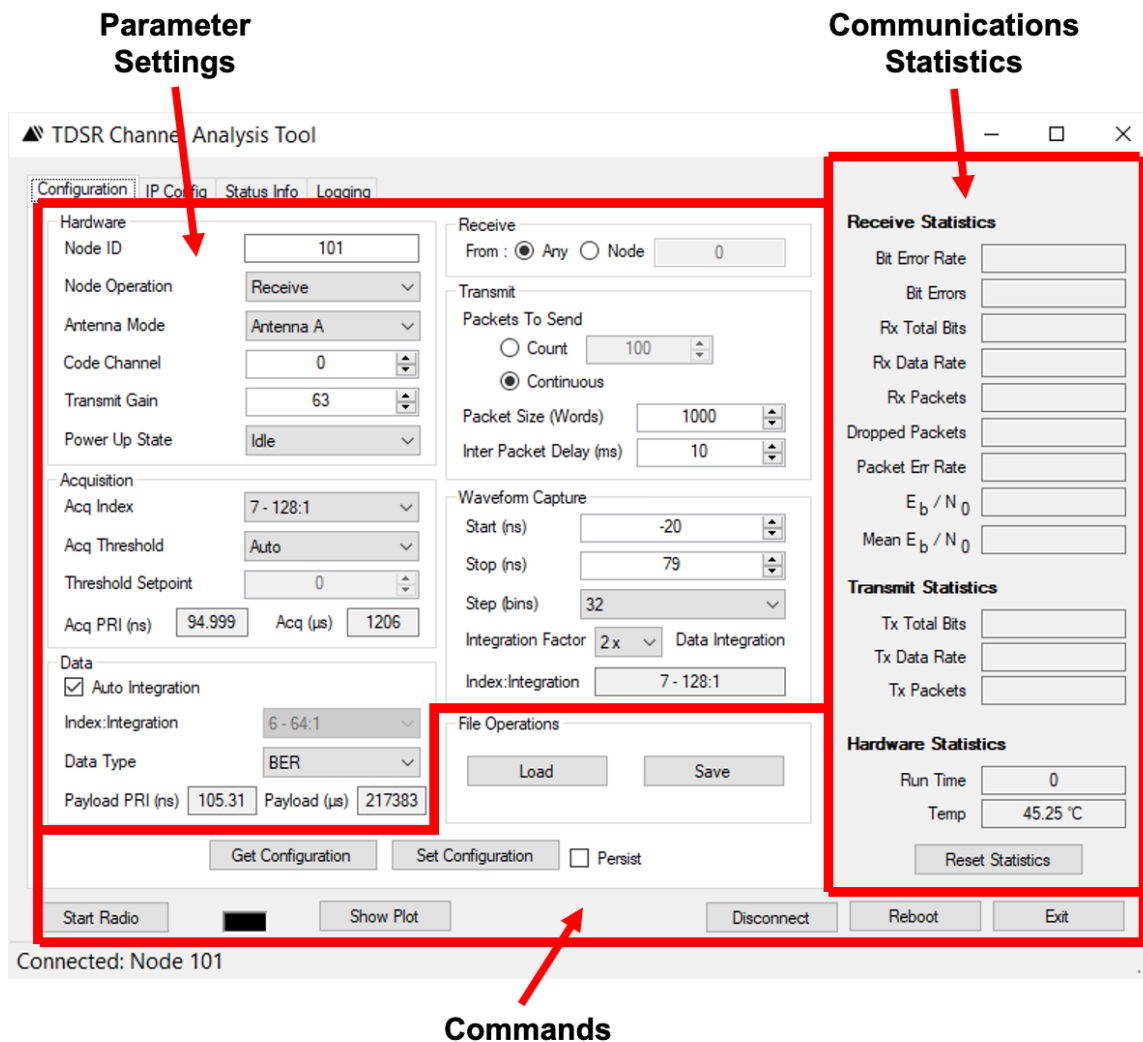 Parameter
Settings
Communications
Statistics
TDSR Channel Analysis Tool
Configuration IP Config Status Info Logging
Hardware
Node ID 101
Node Operation Receive
Antenna Mode Antenna A
Code Channel 0
Transmit Gain 63
Power Up State Idle
Acquisition
Acq Index 7 - 128:1
Acq Threshold Auto
Threshold Setpoint 0
Acq PRI (ns) 94.999 Acq (µs) 1206
Data
Auto Integration
Index:Integration 6 - 64:1
Data Type BER
Payload PRI (ns) 105.31 Payload (µs) 217383
Receive
From : Any Node 0
Transmit
Packets To Send
Count 100
Continuous
Packet Size (Words) 1000
Inter Packet Delay (ms) 10
Waveform Capture
Start (ns) -20
Stop (ns) 79
Step (bins) 32
Integration Factor 2 x Data Integration
Index:Integration 7 - 128:1
File Operations
Load Save
Get Configuration Set Configuration Persist
Receive Statistics
Bit Error Rate
Bit Errors
Rx Total Bits
Rx Data Rate
Rx Packets
Dropped Packets
Packet Err Rate
E b / N 0
Mean E b / N 0
Transmit Statistics
Tx Total Bits
Tx Data Rate
Tx Packets
Hardware Statistics
Run Time 0
Temp 45.25 °C
Reset Statistics
Start Radio Show Plot Disconnect Reboot Exit
Connected: Node 101
Commands